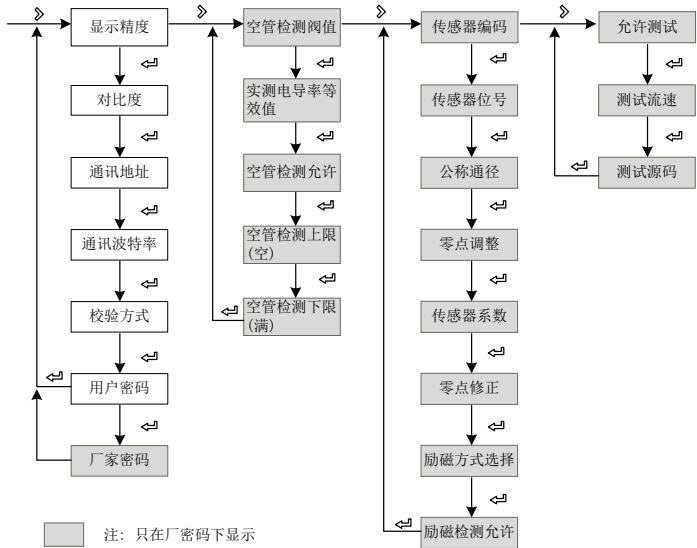 显示精度
对比度
通讯地址
通讯波特率
校验方式
用户密码
厂家密码
空管检测阀值
实测电导率等
效值
空管检测允许
空管检测上限
(空)
空管检测下限
(满)
传感器编码
传感器位号
公称通径
零点调整
传感器系数
零点修正
励磁方式选择
励磁检测允许
允许测试
测试流速
测试源码
注：只在厂密码下显示